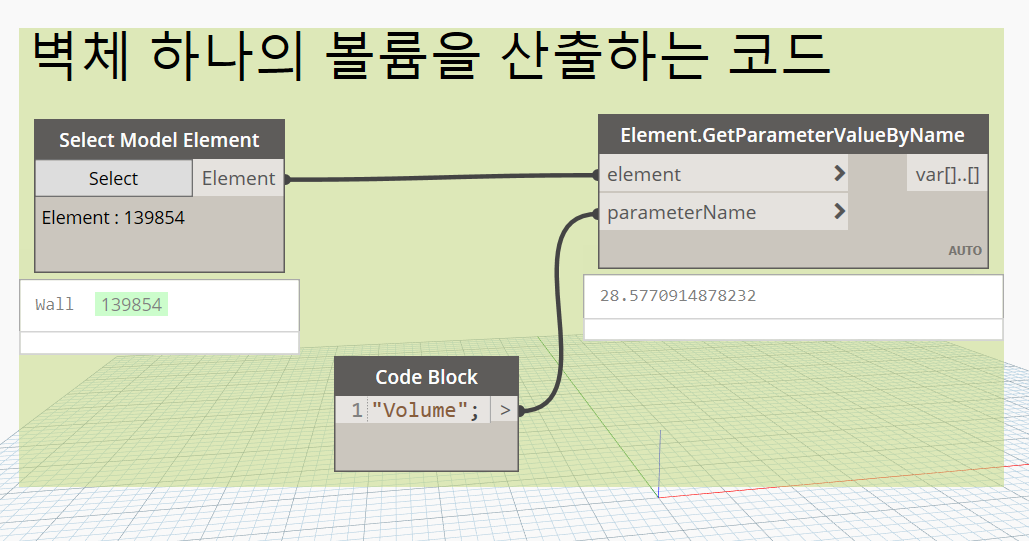 벽체 하나의 볼륨을 산출하는 코드
Select Model Element
Select
Element
Element : 139854
Wall 139854
Element.GetParameterValueByName
element >
var[]..[]
parameterName >
AUTO
28.5770914878232
Code Block
1 "Volume"; >